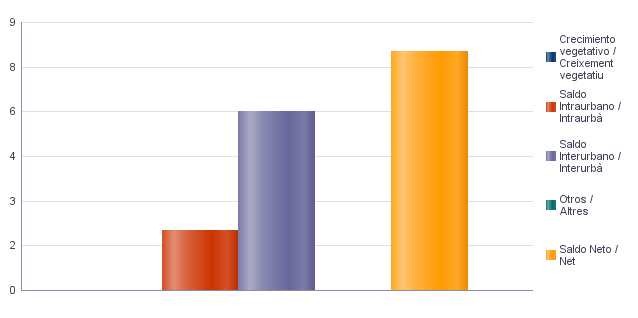 9
8
6
4
3
2
0
Crecimiento
vegetativo /
Creixement
vegetatiu
Saldo
Intraurbano /
Intraurbà
Saldo
Interurbano /
Interurbà
Otros /
Altres
Saldo Neto /
Net